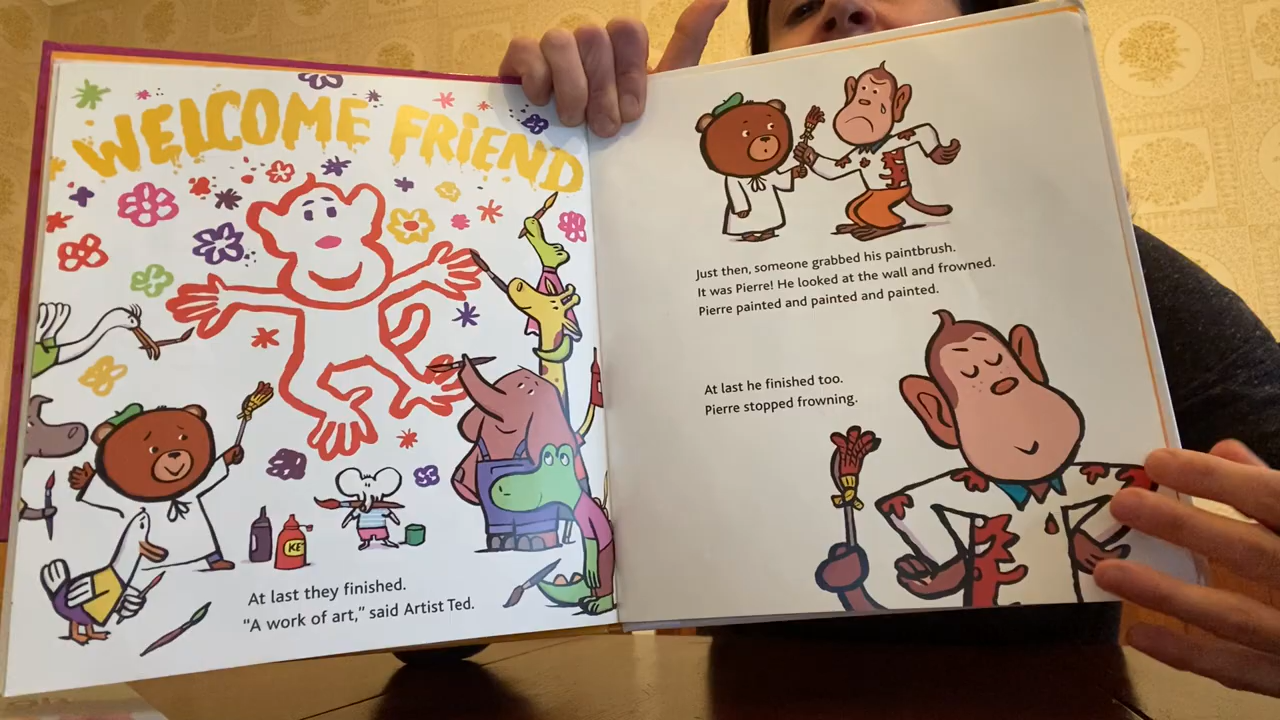 WELCOME FRIEND
KE
At last they finished.
"A work of art," said Artist Ted.
Just then, someone grabbed his paintbrush.
It was Pierre! He looked at the wall and frowned.
Pierre painted and painted and painted.
At last he finished too.
Pierre stopped frowning.